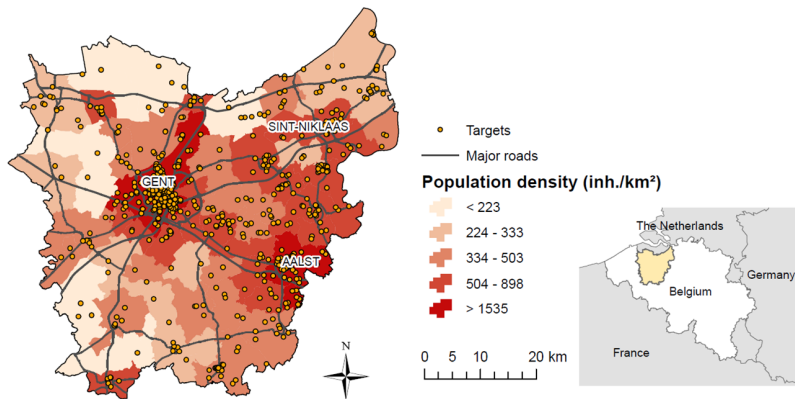 SINT-NIKLAAS
GENT
AALST
N
Targets
Major roads
Population density (inh./km²)
< 223
224 - 333
334 - 503
504 - 898
> 1535
0 5 10 20 km
The Netherlands
Germany
Belgium
France